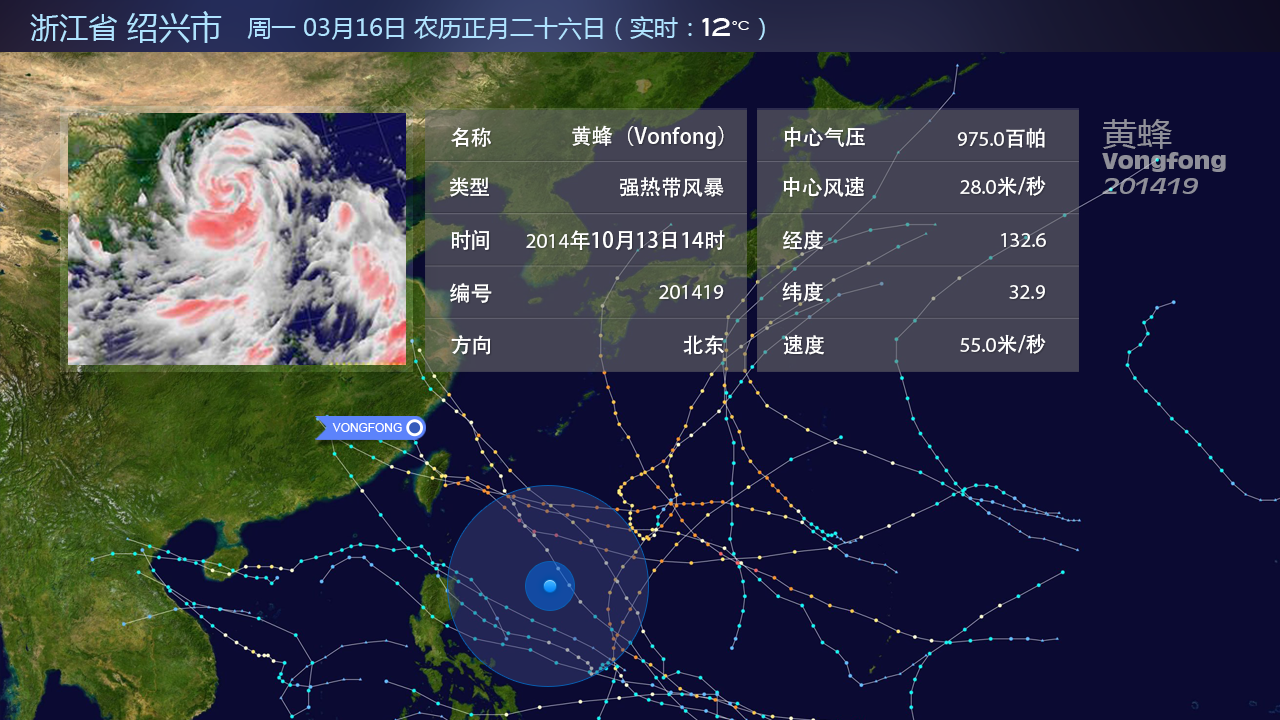 浙江省 绍兴市 周一 03月16日 农历正月二十六日（实时：12℃）
名称 黄蜂（Vonfong）
类型 强热带风暴
时间 2014年10月13日14时
编号 201419
方向 北东
中心气压 975.0百帕
中心风速 28.0米/秒
经度 132.6
纬度 32.9
速度 55.0米/秒
黄蜂
Vongfong
201419
VONGFONG